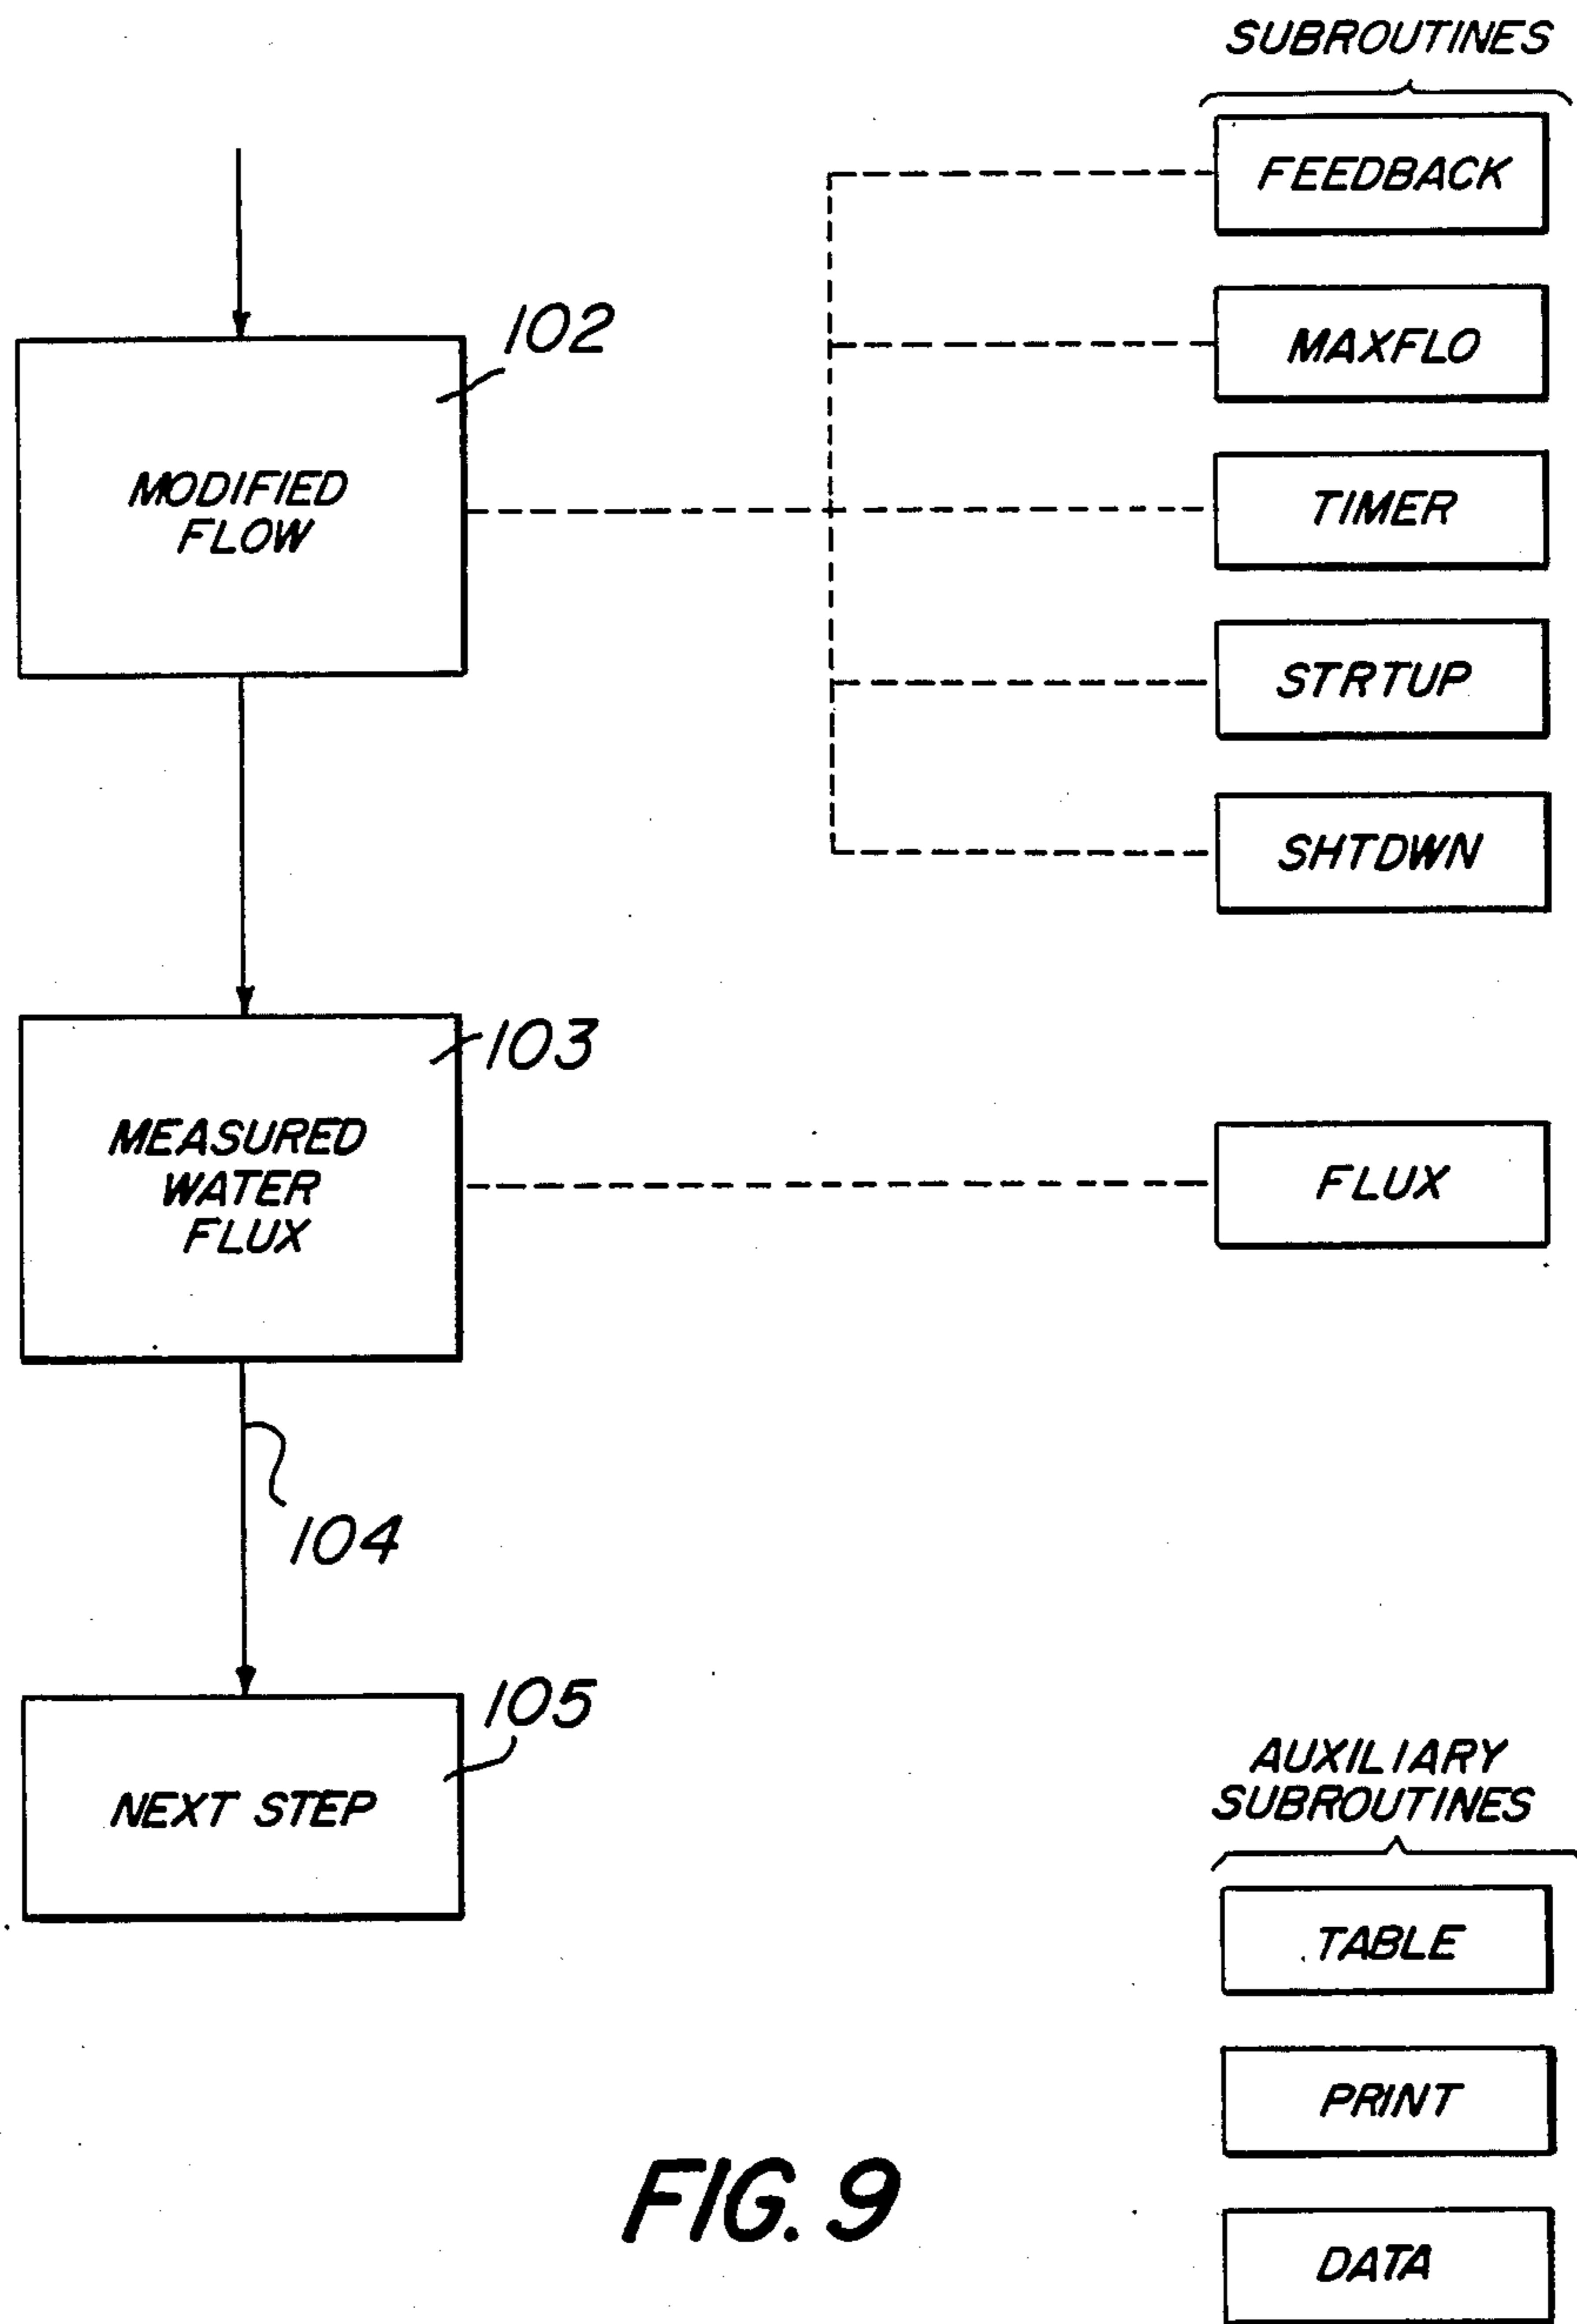 SUBROUTINES
FEEDBACK
102
MAXFLO
MODIFIED
FLOW
TIMER
STRTUP
SHTDWN
103
MEASURED
WATER
FLUX
FLUX
104
105
NEXT STEP
AUXILIARY
SUBROUTINES
TABLE
PRINT
DATA
FIG. 9